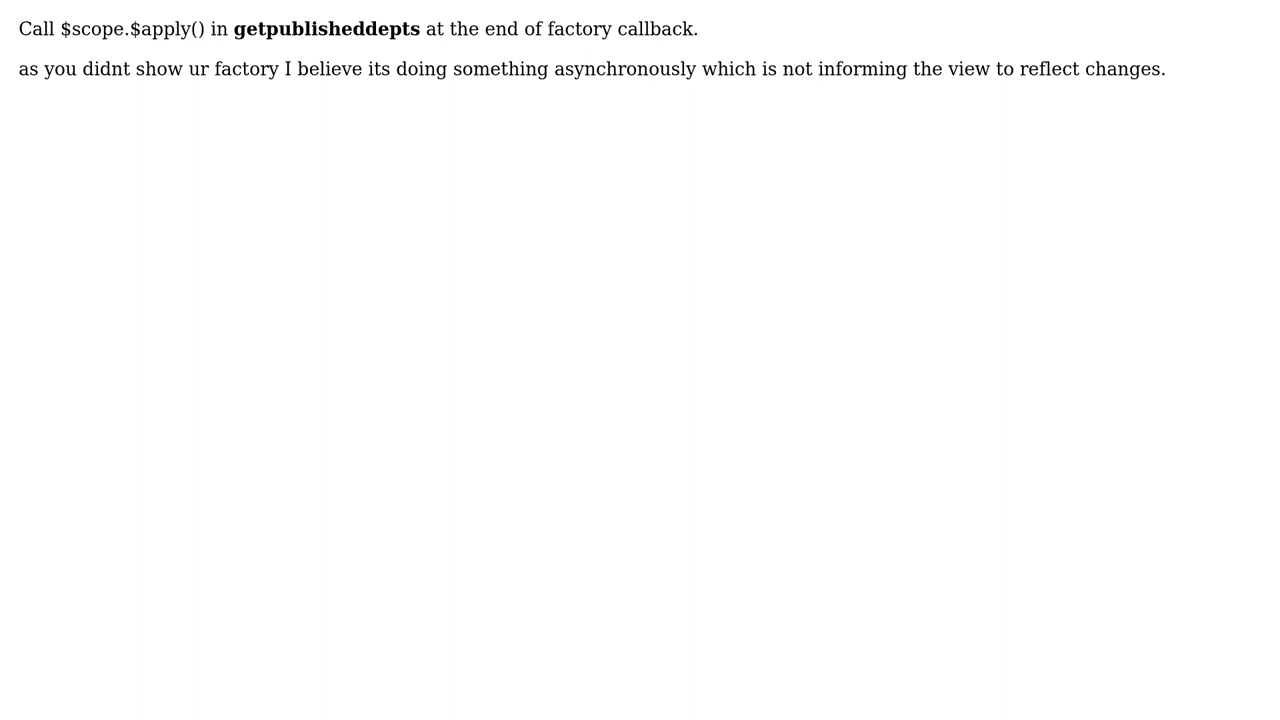 Call $scope.$apply() in getpublisheddepts at the end of factory callback.
as you didnt show ur factory I believe its doing something asynchronously which is not informing the view to reflect changes.